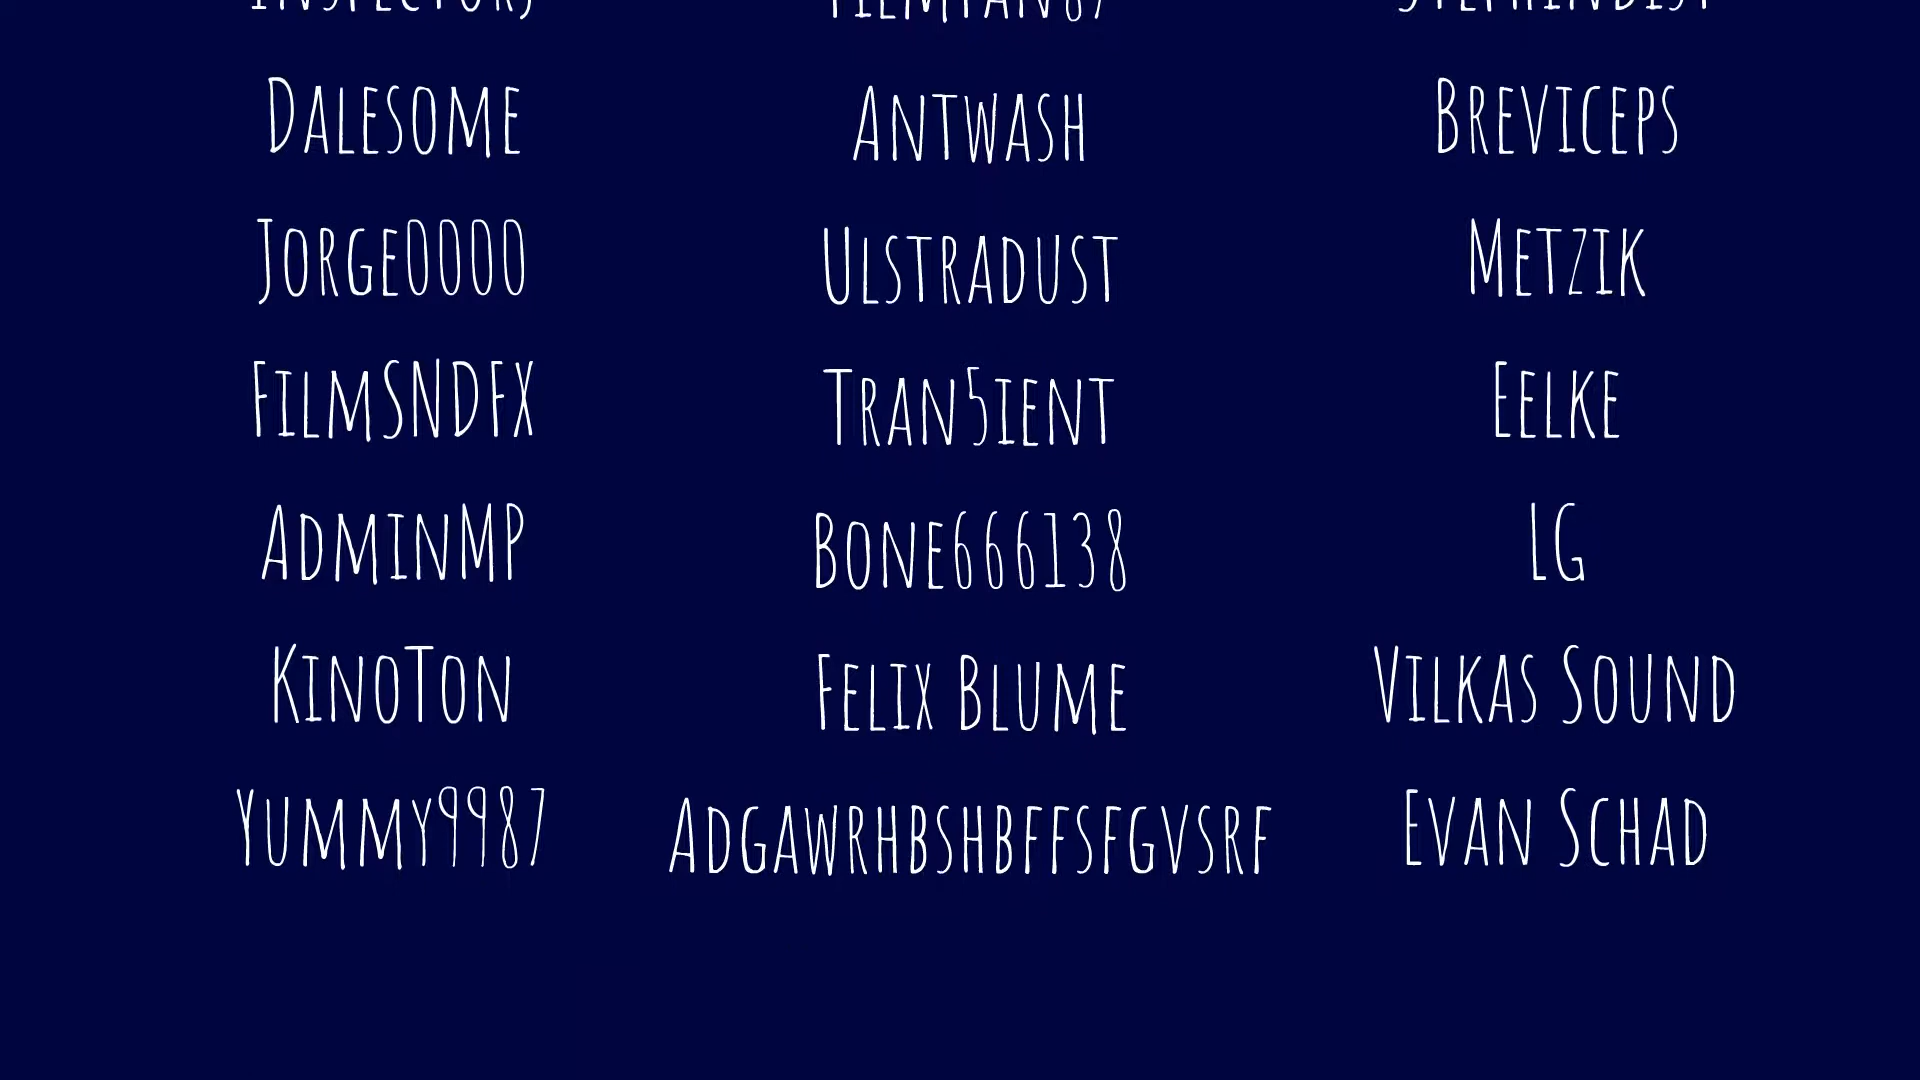 Dalesome Antwash Breviceps
Jorge0000 Ulstradust Metzik
FilmSNDFX Tran5ient Eelke
AdminMP Bone666138 LG
KinoTon Felix Blume Vilkas Sound
Yummy9987 Adgawrhbshbffsfgvsrf Evan Schad